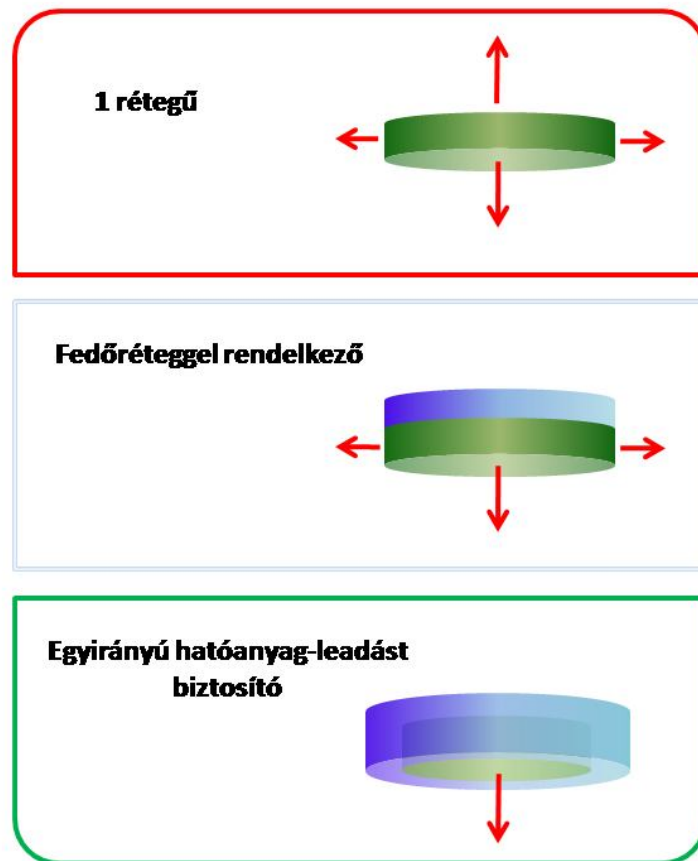 1 rétegű
Fedőréteggel rendelkező
Egyirányú hatóanyag-leadást
biztosító